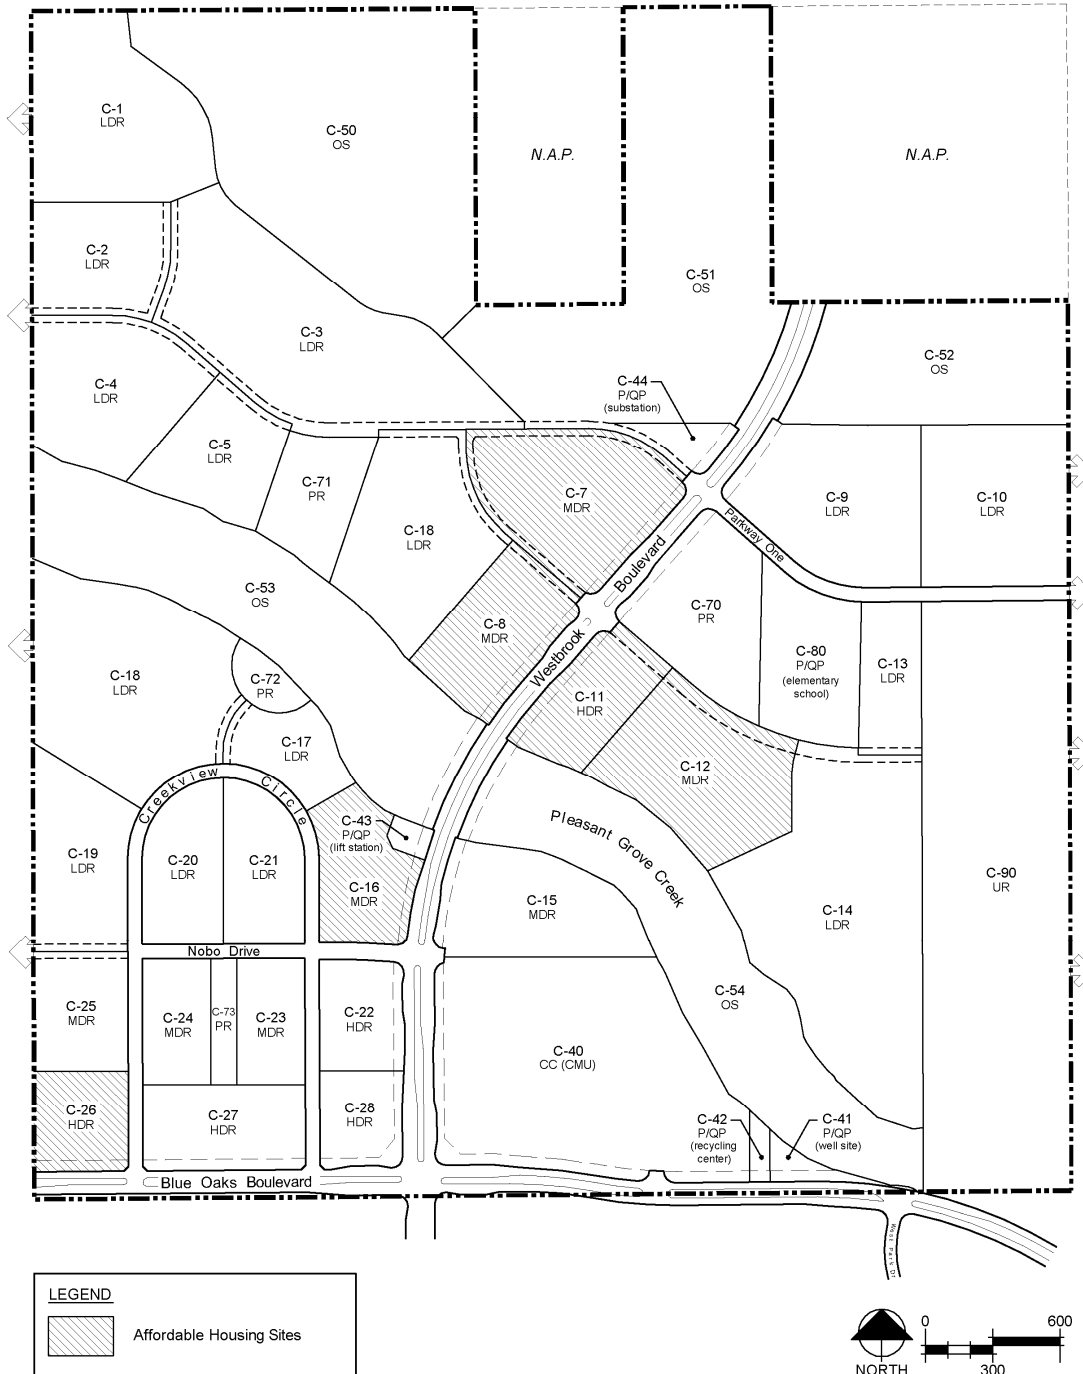 C-1
LDR
C-50
OS
N.A.P.
N.A.P.
C-2
LDR
C-51
OS
C-3
LDR
C-52
OS
C-4
LDR
C-44
P/QP
(substation)
C-5
LDR
C-71
PR
C-7
MDR
C-9
LDR
C-10
LDR
C-18
LDR
Parkway One
Boulevard
C-53
OS
C-70
PR
C-8
MDR
Westbrook
C-80
P/QP
(elementary
school)
C-13
LDR
C-18
LDR
C-72
PR
C-11
HDR
C-17
LDR
C-12
MDR
Creekview Circle
C-43
P/QP
(lift station)
Pleasant Grove Creek
C-19
LDR
C-20
LDR
C-21
LDR
C-16
MDR
C-90
UR
C-15
MDR
C-14
LDR
Nobo Drive
C-54
OS
C-25
MDR
C-24
MDR
C-73
PR
C-23
MDR
C-22
HDR
C-40
CC (CMU)
C-26
HDR
C-27
HDR
C-28
HDR
C-42
P/QP
(recycling
center)
C-41
P/QP
(well site)
Blue Oaks Boulevard
West Park Dr
LEGEND
Affordable Housing Sites
NORTH
0
600
300